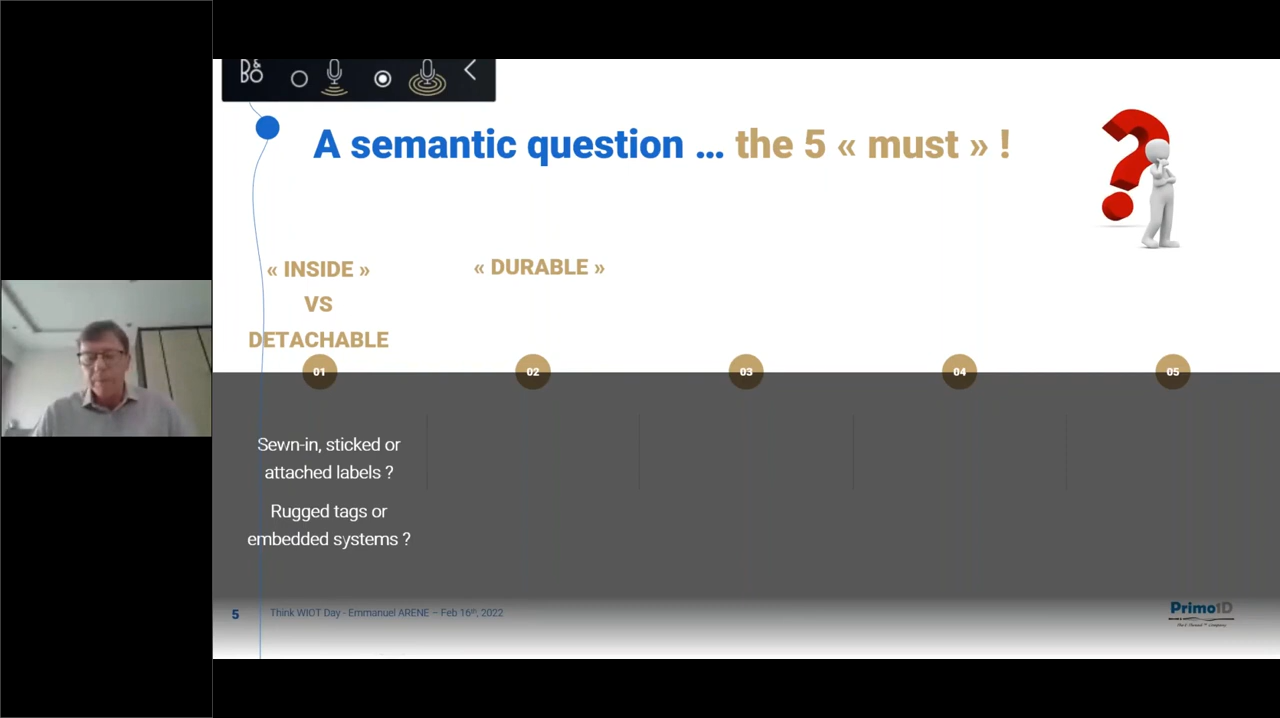 B&O
A semantic question ... the 5 « must » !
« INSIDE »
VS
DETACHABLE
« DURABLE »
01
02
03
04
05
Sewn-in, sticked or
attached labels ?
Rugged tags or
embedded systems ?
5
Think WIOT Day - Emmanuel ARENE – Feb 16th, 2022
Primo1D